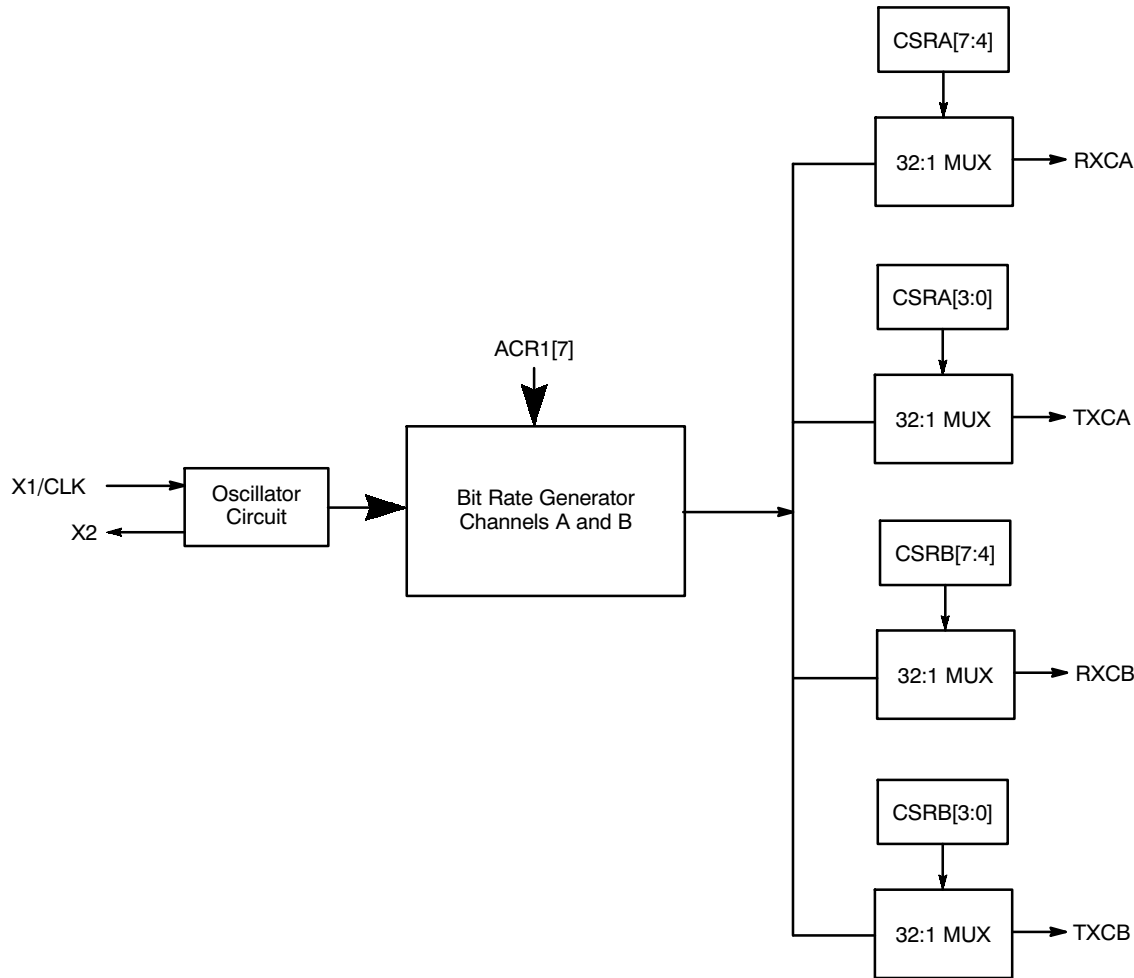 CSRA[7:4]
32:1 MUX
RXCA
CSRA[3:0]
ACR1[7]
32:1 MUX
TXCA
X1/CLK
X2
Oscillator
Circuit
Bit Rate Generator
Channels A and B
CSRB[7:4]
32:1 MUX
RXCB
CSRB[3:0]
32:1 MUX
TXCB